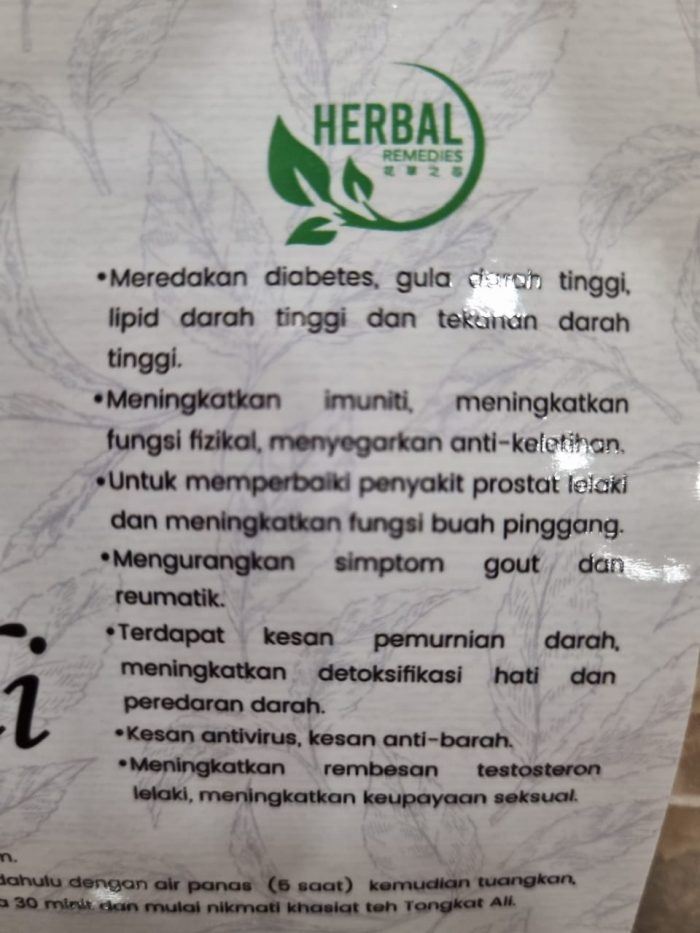 HERBAL
REMEDIES
•Meredakan diabetes, gula darah tinggi,
lipid darah tinggi dan tekanan darah
tinggi.
•Meningkatkan imuniti, meningkatkan
fungsi fizikal, menyegarkan anti-keletihan.
•Untuk memperbaiki penyakit prostat lelaki
dan meningkatkan fungsi buah pinggang.
•Mengurangkan simptom gout dan
reumatik.
•Terdapat kesan pemurnian darah,
meningkatkan detoksifikasi hati dan
peredaran darah.
•Kesan antivirus, kesan anti-barah.
•Meningkatkan rembesan testosteron
lelaki, meningkatkan keupayaan seksual.
dahulu dengan air panas (5 saat) kemudian tuangkan,
30 minit dan mulai nikmati khasiat teh Tongkat Ali.